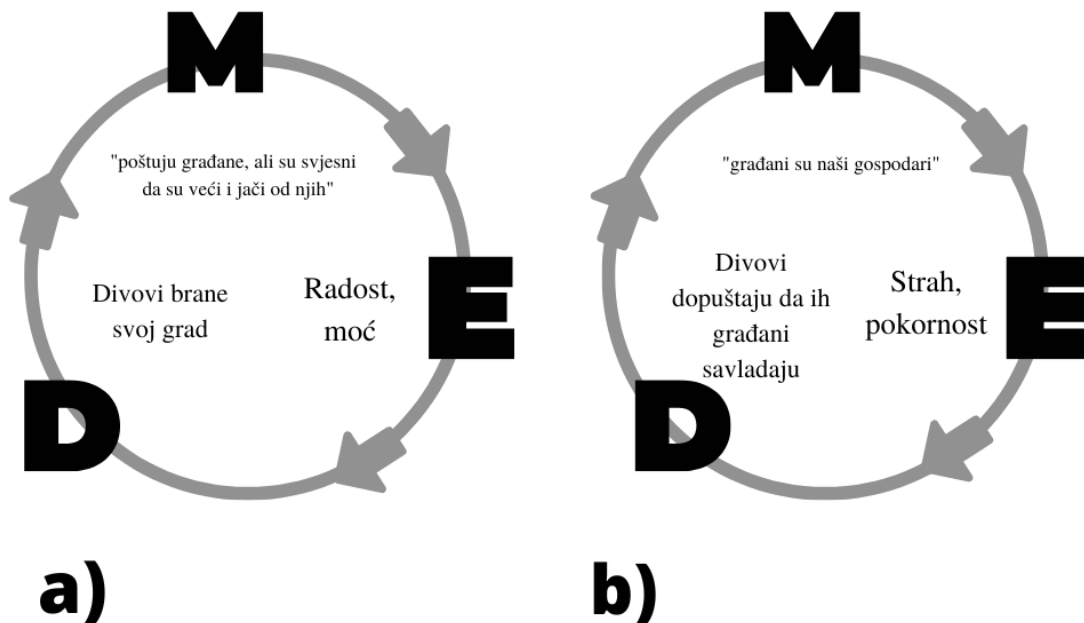 M
"poštuju građane, ali su svjesni
da su veći i jači od njih"
Divovi brane
svoj grad
Radost,
moć
E
D
a)
M
"građani su naši gospodari"
Divovi
dopuštaju da ih
građani
savladaju
Strah,
pokornost
E
D
b)